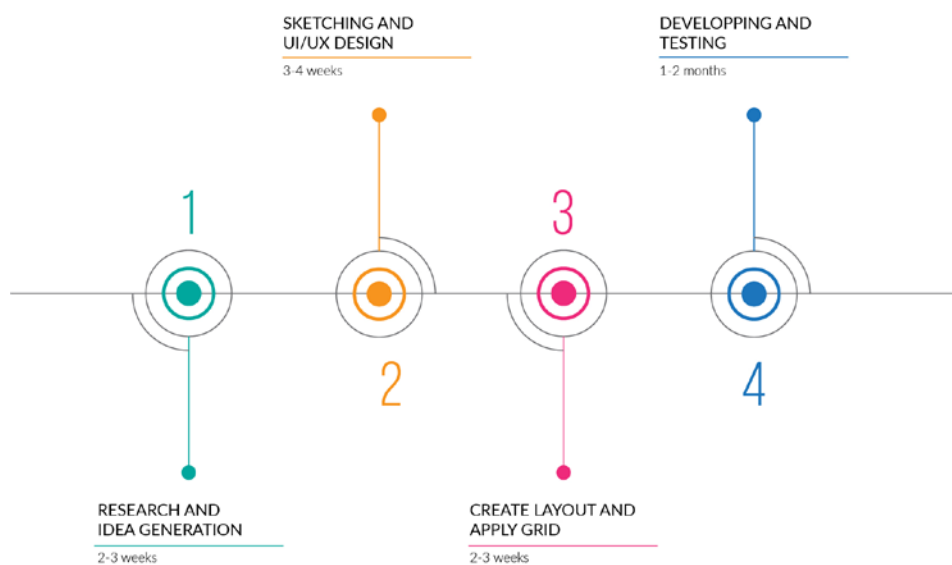 SKETCHING AND
UI/UX DESIGN
3-4 weeks
DEVELOPPING AND
TESTING
1-2 months
1
3
2
4
RESEARCH AND
IDEA GENERATION
2-3 weeks
CREATE LAYOUT AND
APPLY GRID
2-3 weeks